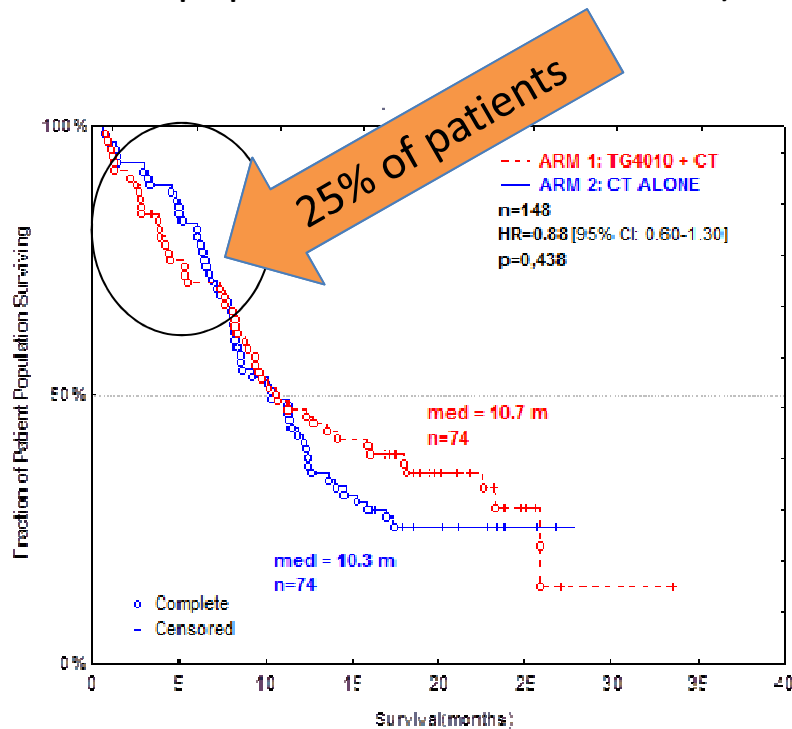 25% of patients
100%
50%
0%
Fraction of Patient Population Surviving
ARM 1: TG4010 + CT
ARM 2: CT ALONE
n=148
HR=0.88 [95% CI: 0.60-1.30]
p=0,438
med = 10.7 m
n=74
med = 10.3 m
n=74
Complete
Censored
0 5 10 15 20 25 30 35 40
Survival(months)